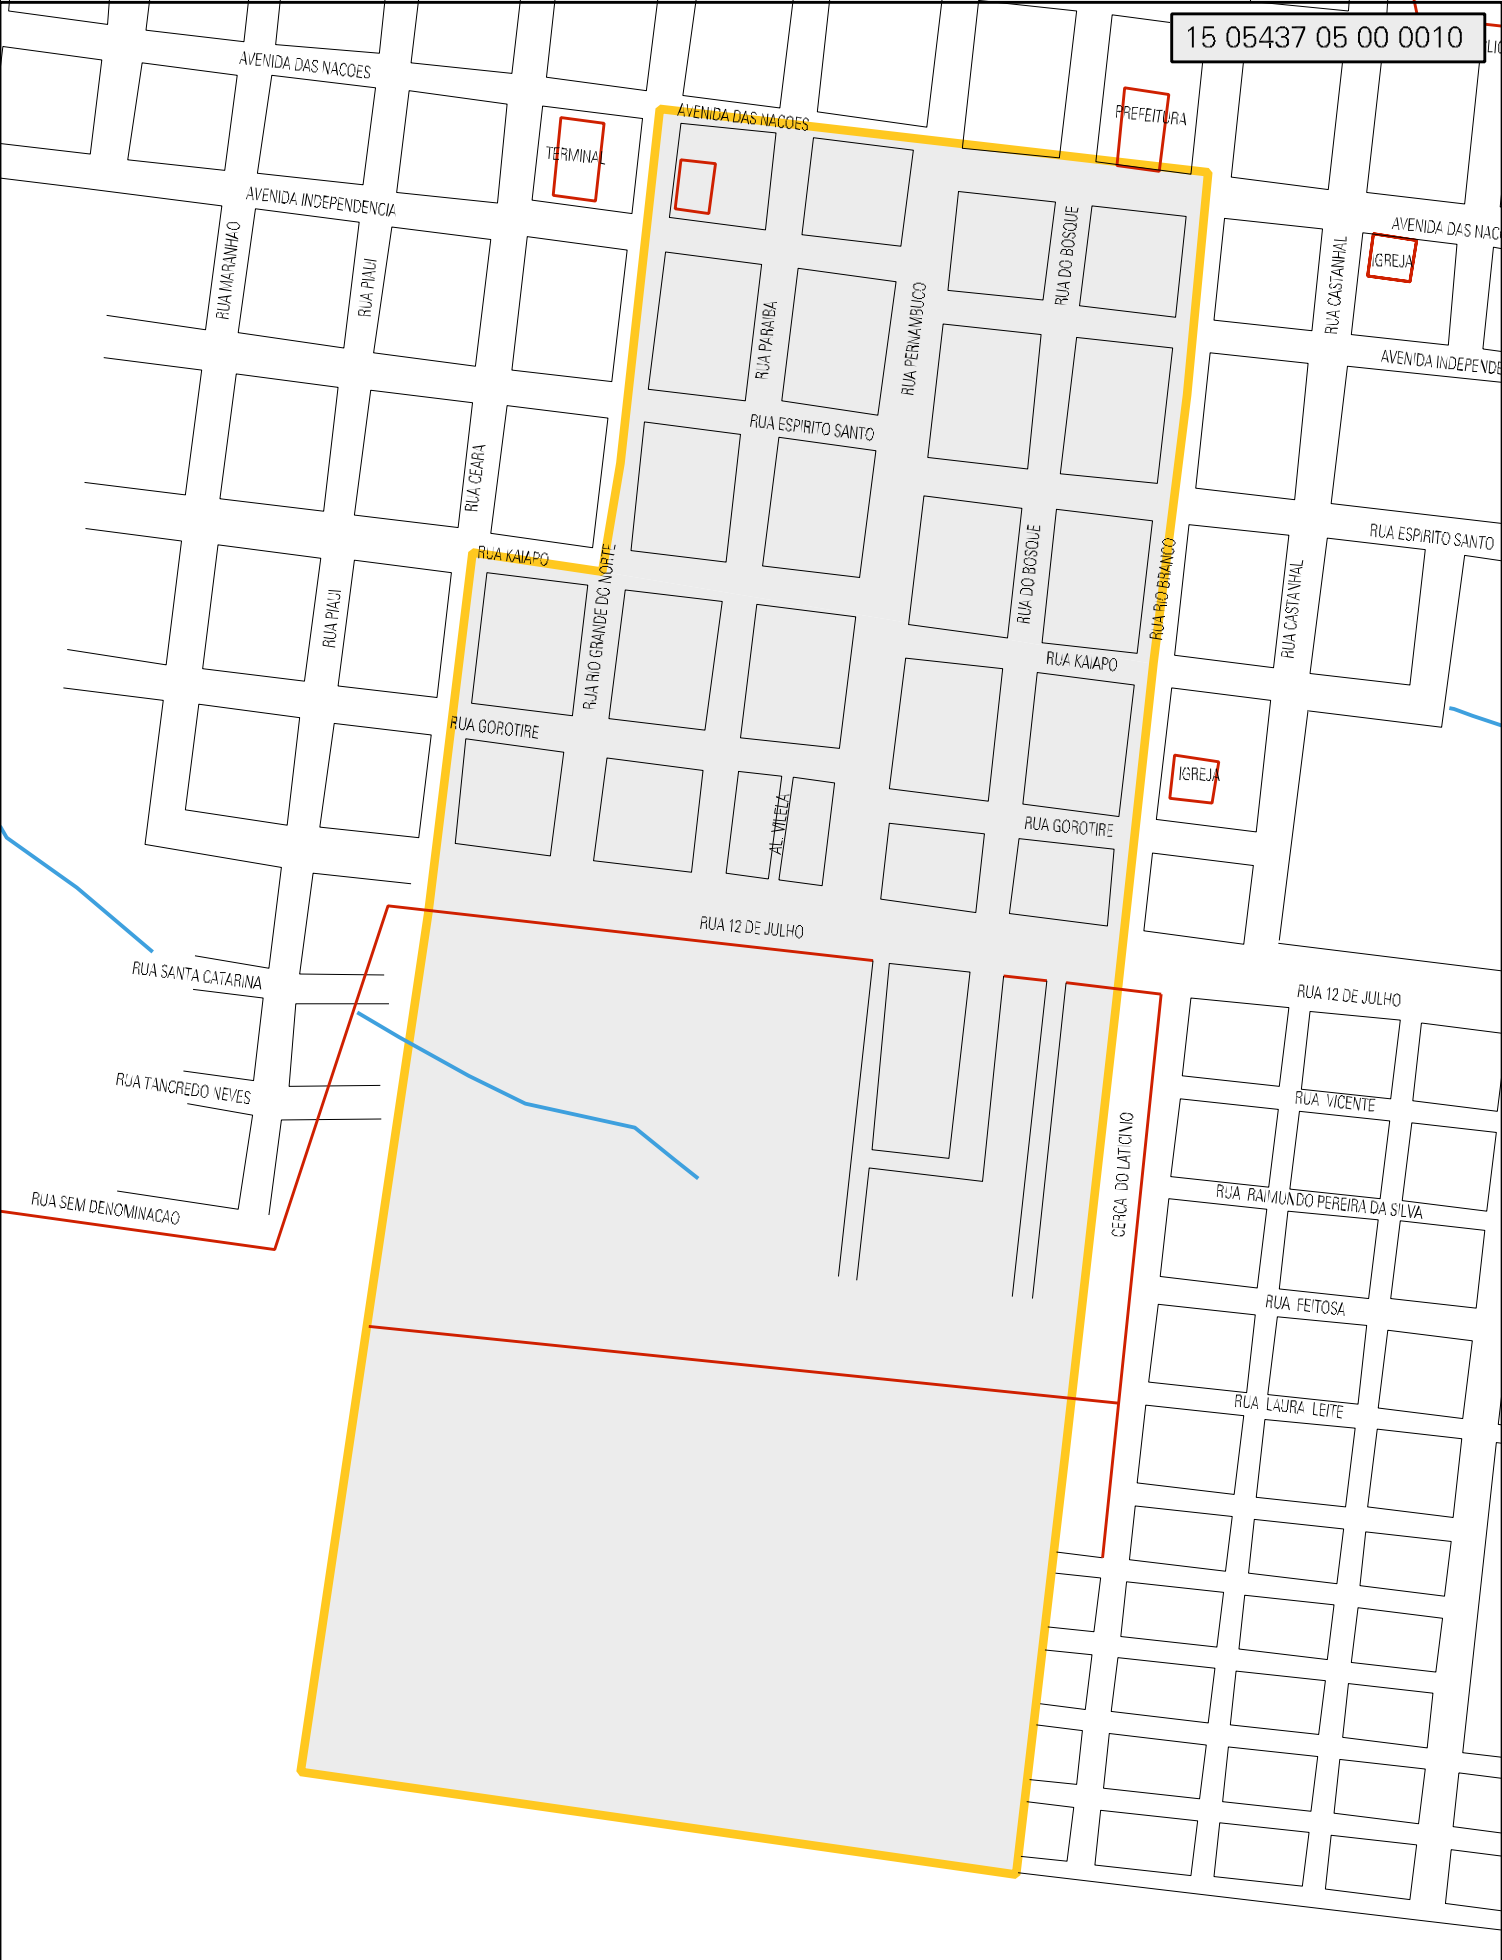 15 05437 05 00 0010
AVENIDA DAS NACOES
AVENIDA DAS NACOES
PREFEITURA
TERMINAL
AVENIDA INDEPENDENCIA
AVENIDA DAS NAC
RUA MARANHAO
RUA PIAUI
RUA DO BOSQUE
RUA CASTANHAL
IGREJA
RUA PARAIBA
RUA PERNAMBUCO
AVENIDA INDEPENDE
RUA ESPIRITO SANTO
RUA CEARA
RUA ESPIRITO SANTO
RUA KAIAPO
RUA RIO GRANDE DO NORTE
RUA DO BOSQUE
RUA RIO BRANCO
RUA CASTANHAL
RUA PIAUI
RUA KAIAPO
RUA GOROTIRE
IGREJA
AL. VILELA
RUA GOROTIRE
RUA 12 DE JULHO
RUA SANTA CATARINA
RUA 12 DE JULHO
RUA TANCREDO NEVES
RUA VICENTE
CERCA DO LATICINIO
RUA RAIMUNDO PEREIRA DA SILVA
RUA SEM DENOMINACAO
RUA FEITOSA
RUA LAURA LEITE